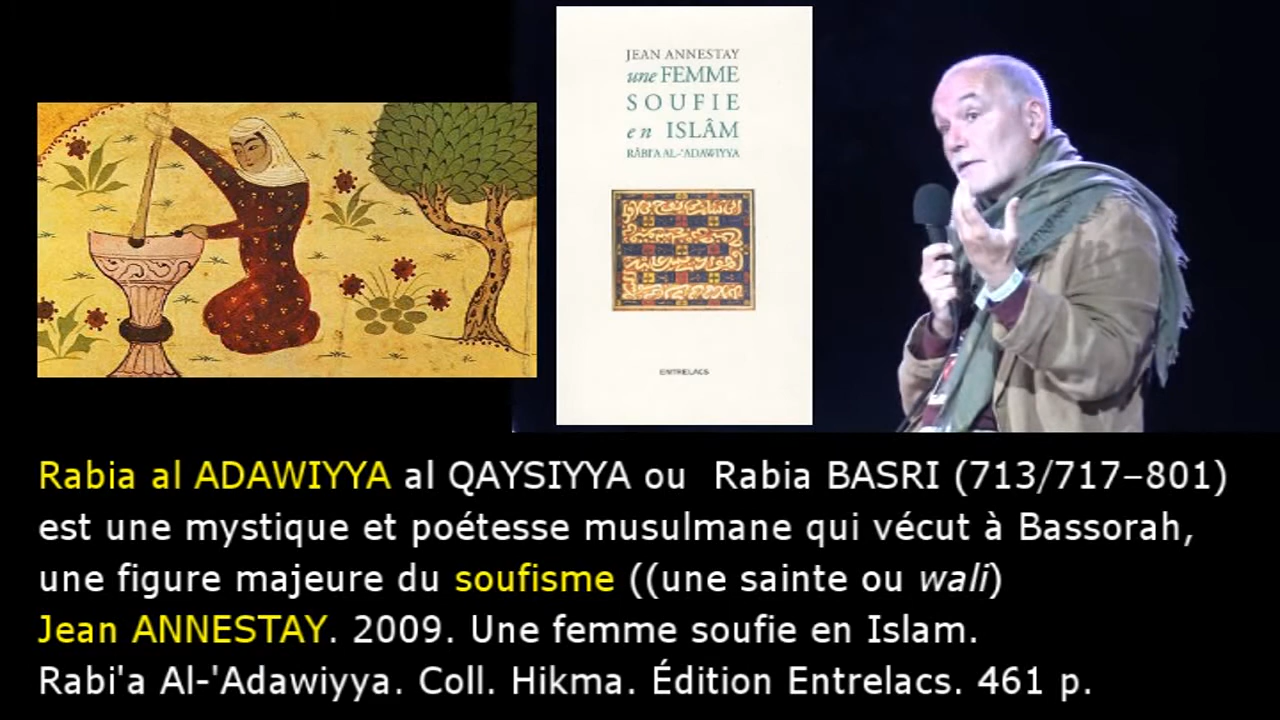 JEAN ANNESTAY
une FEMME
SOUFIE
en ISLÂM
RÂBI'A AL-'ADAWIYYA
ENTRELACS
Rabia al ADAWIYYA al QAYSIYYA ou Rabia BASRI (713/717–801)
est une mystique et poétesse musulmane qui vécut à Bassorah,
une figure majeure du soufisme ((une sainte ou wali)
Jean ANNESTAY. 2009. Une femme soufie en Islam.
Rabi'a Al-'Adawiyya. Coll. Hikma. Édition Entrelacs. 461 p.